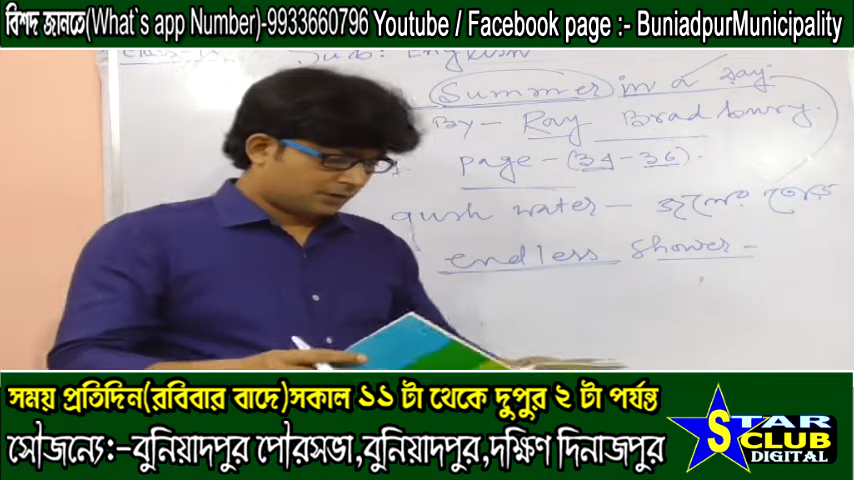 বিশদ জানতে(What`s app Number)-9933660796 Youtube / Facebook page :- BuniadpurMunicipality
Sub: English
Summer in a day.
By - Ray Bradbury.
page - (34 - 36).
gush water - জলের তোড়
endless shower -
সময় প্রতিদিন(রবিবার বাদে)সকাল ১১ টা থেকে দুপুর ২ টা পর্যন্ত
সৌজন্যে:-বুনিয়াদপুর পৌরসভা,বুনিয়াদপুর,দক্ষিণ দিনাজপুর
STAR
CLUB
DIGITAL